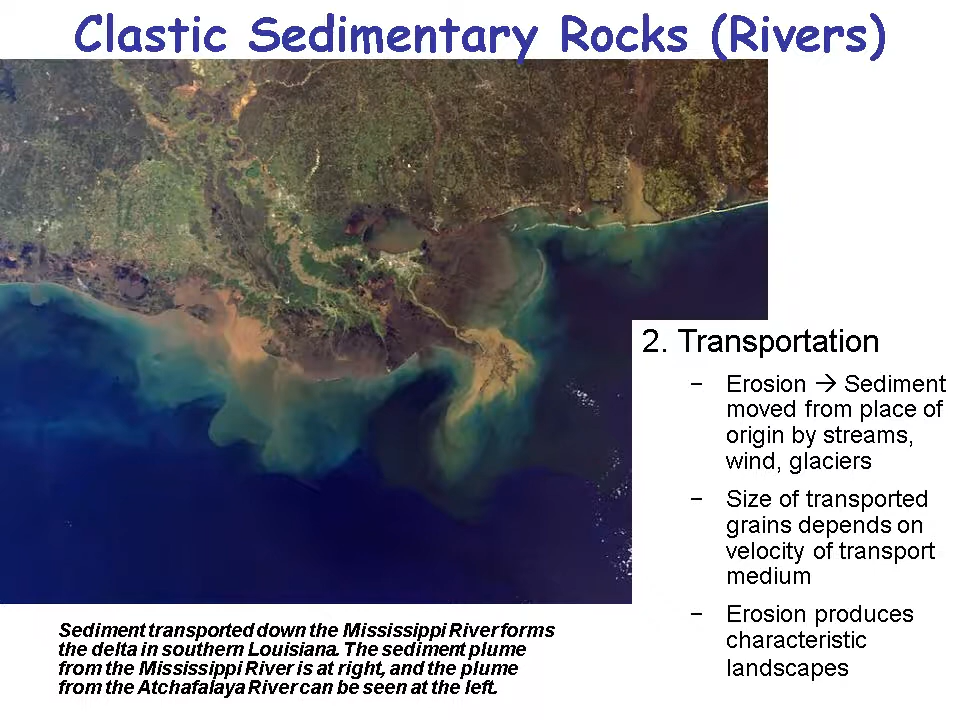 Clastic Sedimentary Rocks (Rivers)
2. Transportation
− Erosion → Sediment
moved from place of
origin by streams,
wind, glaciers
− Size of transported
grains depends on
velocity of transport
medium
− Erosion produces
characteristic
landscapes
Sediment transported down the Mississippi River forms
the delta in southern Louisiana. The sediment plume
from the Mississippi River is at right, and the plume
from the Atchafalaya River can be seen at the left.